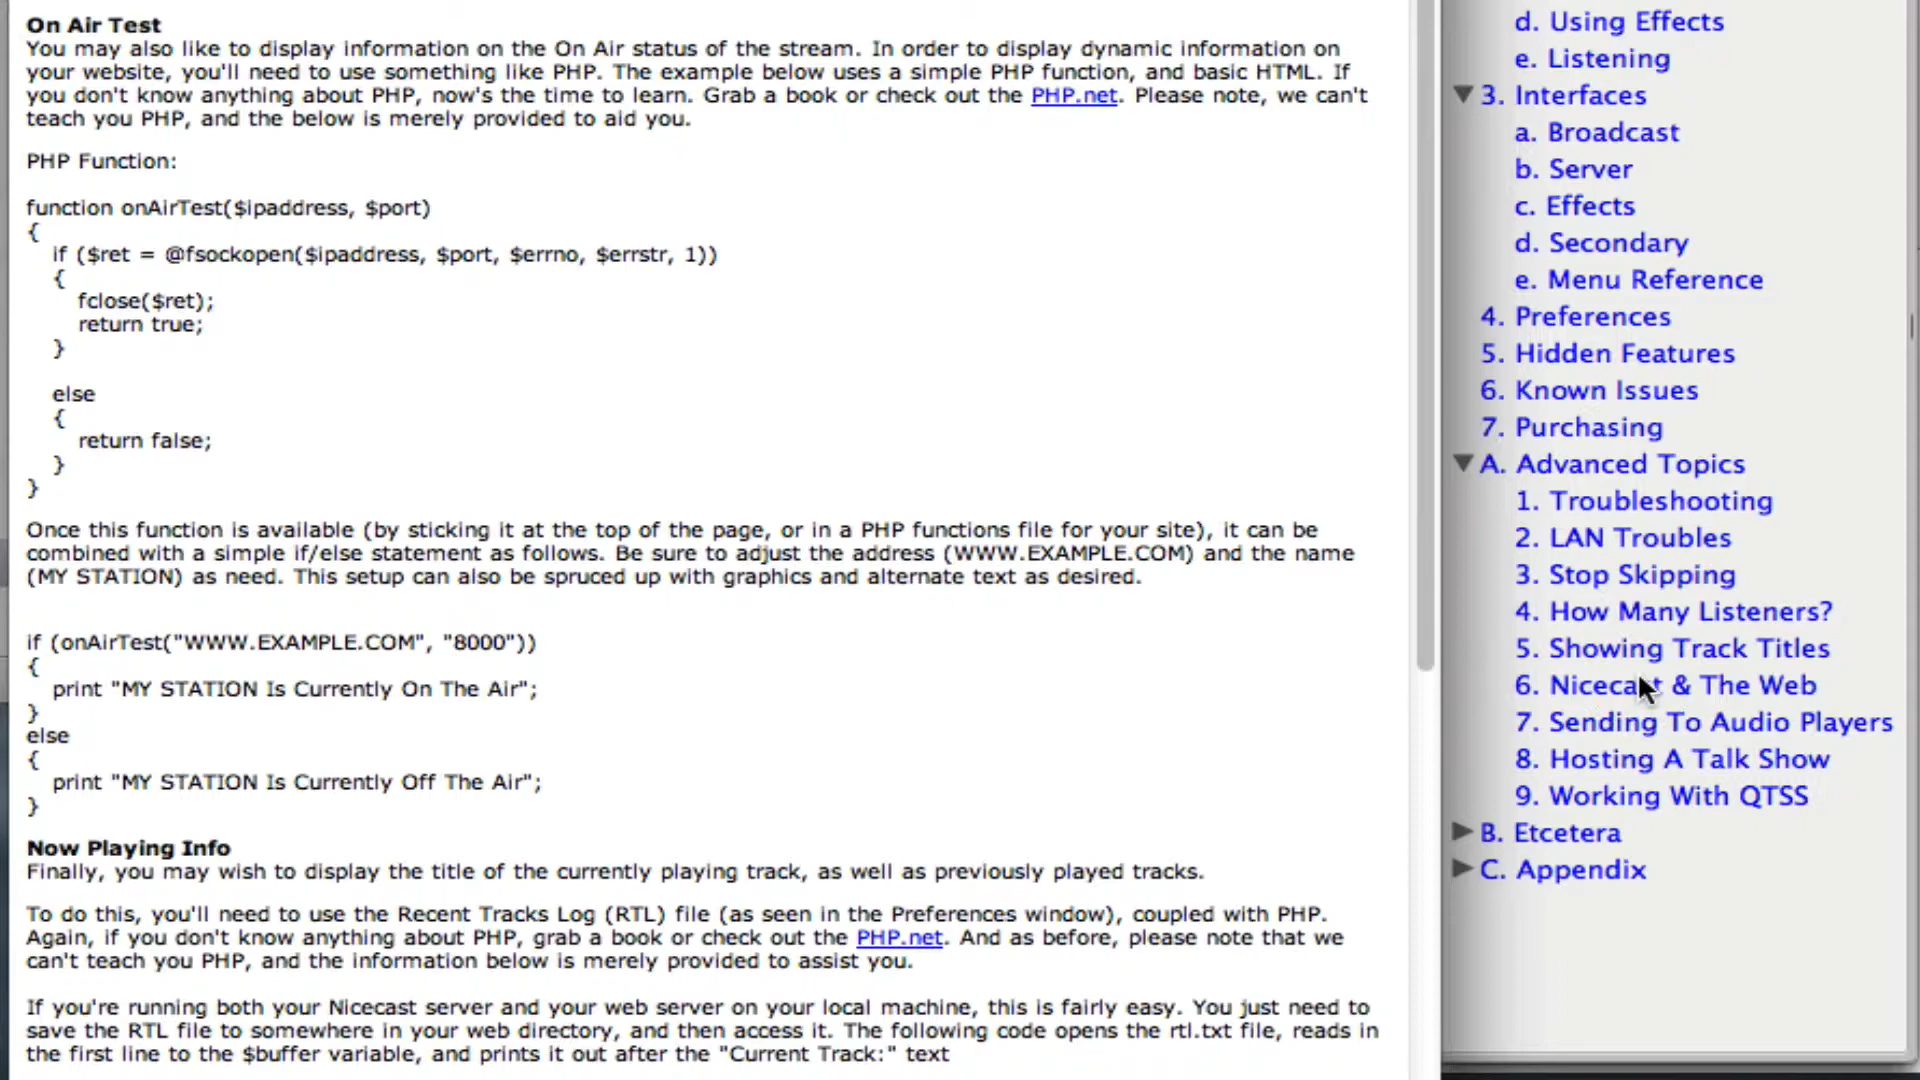 On Air Test
You may also like to display information on the On Air status of the stream. In order to display dynamic information on
your website, you'll need to use something like PHP. The example below uses a simple PHP function, and basic HTML. If
you don't know anything about PHP, now's the time to learn. Grab a book or check out the PHP.net. Please note, we can't
teach you PHP, and the below is merely provided to aid you.
PHP Function:
function onAirTest($ipaddress, $port)
{
if ($ret = @fsockopen($ipaddress, $port, $errno, $errstr, 1))
{
fclose($ret);
return true;
}
else
{
return false;
}
}
Once this function is available (by sticking it at the top of the page, or in a PHP functions file for your site), it can be
combined with a simple if/else statement as follows. Be sure to adjust the address (WWW.EXAMPLE.COM) and the name
(MY STATION) as need. This setup can also be spruced up with graphics and alternate text as desired.
if (onAirTest("WWW.EXAMPLE.COM", "8000"))
{
print "MY STATION Is Currently On The Air";
}
else
{
print "MY STATION Is Currently Off The Air";
}
Now Playing Info
Finally, you may wish to display the title of the currently playing track, as well as previously played tracks.
To do this, you'll need to use the Recent Tracks Log (RTL) file (as seen in the Preferences window), coupled with PHP.
Again, if you don't know anything about PHP, grab a book or check out the PHP.net. And as before, please note that we
can't teach you PHP, and the information below is merely provided to assist you.
If you're running both your Nicecast server and your web server on your local machine, this is fairly easy. You just need to
save the RTL file to somewhere in your web directory, and then access it. The following code opens the rtl.txt file, reads in
the first line to the $buffer variable, and prints it out after the "Current Track:" text
d. Using Effects
e. Listening
3. Interfaces
a. Broadcast
b. Server
c. Effects
d. Secondary
e. Menu Reference
4. Preferences
5. Hidden Features
6. Known Issues
7. Purchasing
A. Advanced Topics
1. Troubleshooting
2. LAN Troubles
3. Stop Skipping
4. How Many Listeners?
5. Showing Track Titles
6. Nicecast & The Web
7. Sending To Audio Players
8. Hosting A Talk Show
9. Working With QTSS
B. Etcetera
C. Appendix